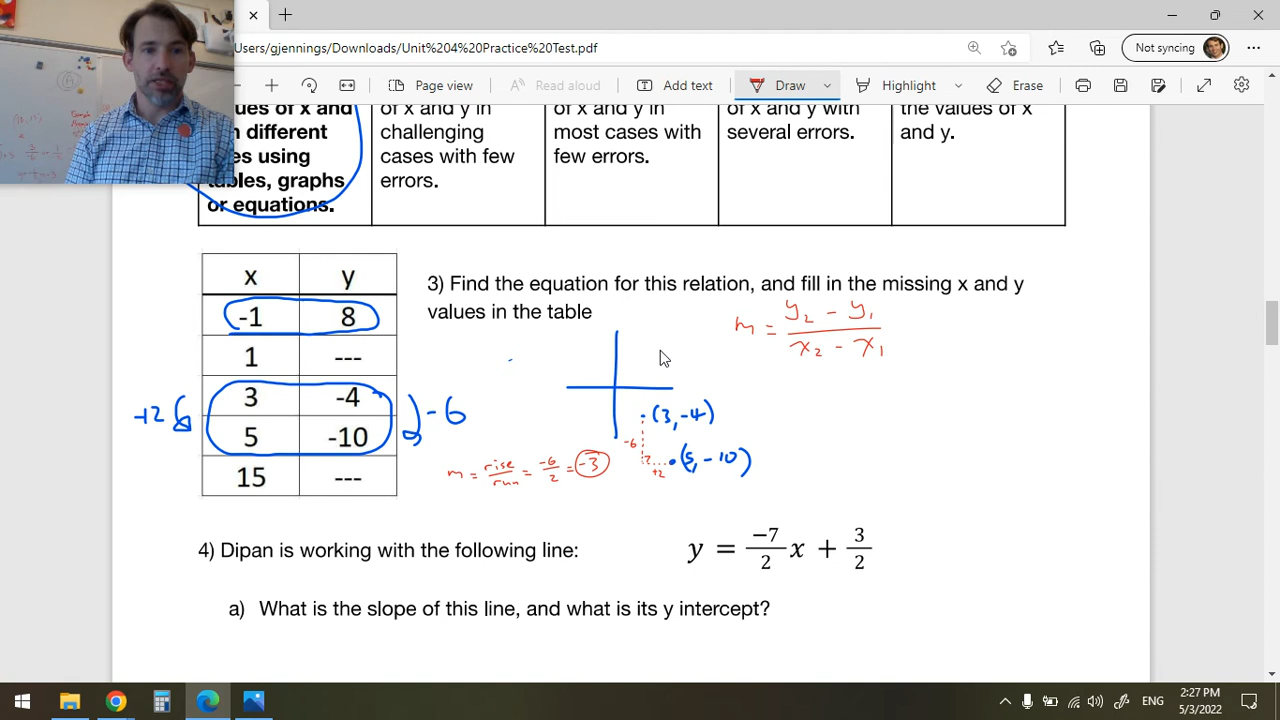 Users/gjennings/Downloads/Unit%204%20Practice%20Test.pdf
Not syncing
Page view
Read aloud
Add text
Draw
Highlight
Erase
ues of x and
n different
es using
tables, graphs
or equations.
of x and y in
challenging
cases with few
errors.
of x and y in
most cases with
few errors.
of x and y with
several errors.
the values of x
and y.
x y
-1 8
1 ---
3 -4
5 -10
15 ---
+2
-6
3) Find the equation for this relation, and fill in the missing x and y
values in the table
m = y₂ - y₁ / x₂ - x₁
(3, -4)
-6
(5, -10)
+2
m = rise/run = -6/2 = -3
4) Dipan is working with the following line:
y = -7/2 x + 3/2
a) What is the slope of this line, and what is its y intercept?
ENG
2:27 PM
5/3/2022